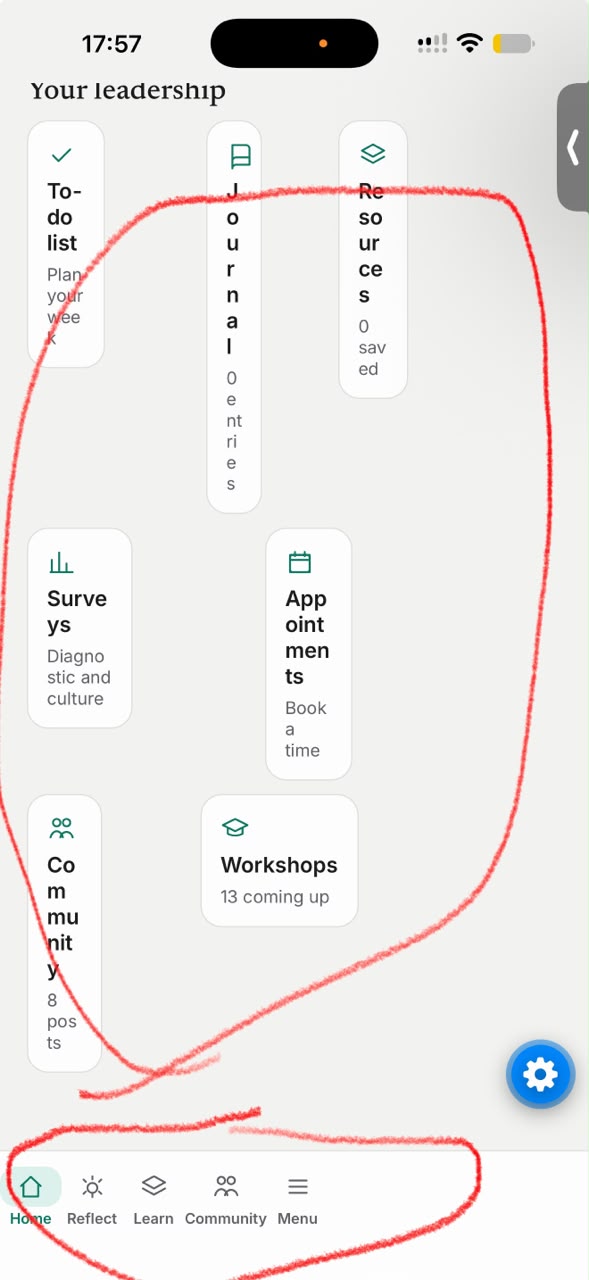 17:57
Your leadership
To-
do
list
Plan
your
wee
k
J
o
u
r
n
a
l
0
e
nt
ri
e
s
Re
so
ur
ce
s
0
sav
ed
Surve
ys
Diagno
stic and
culture
App
oint
men
ts
Book
a
time
Co
m
mu
nit
y
8
pos
ts
Workshops
13 coming up
Home Reflect Learn Community Menu